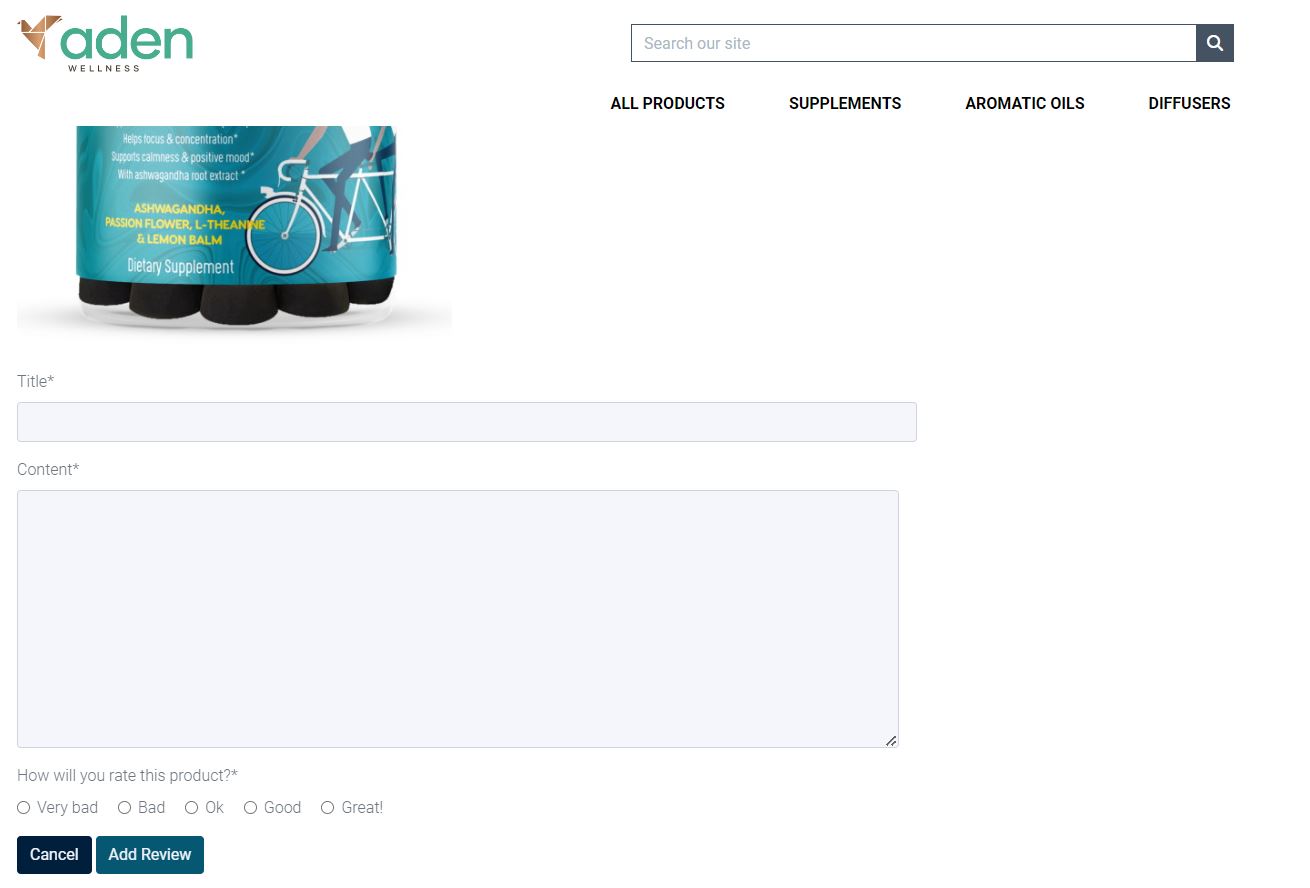 aden
WELLNESS
Search our site
ALL PRODUCTS SUPPLEMENTS AROMATIC OILS DIFFUSERS
Helps focus & concentration*
Supports calmness & positive mood*
With ashwagandha root extract *
ASHWAGANDHA,
PASSION FLOWER, L-THEANINE
& LEMON BALM
Dietary Supplement
Title*
Content*
How will you rate this product?*
Very bad Bad Ok Good Great!
Cancel Add Review